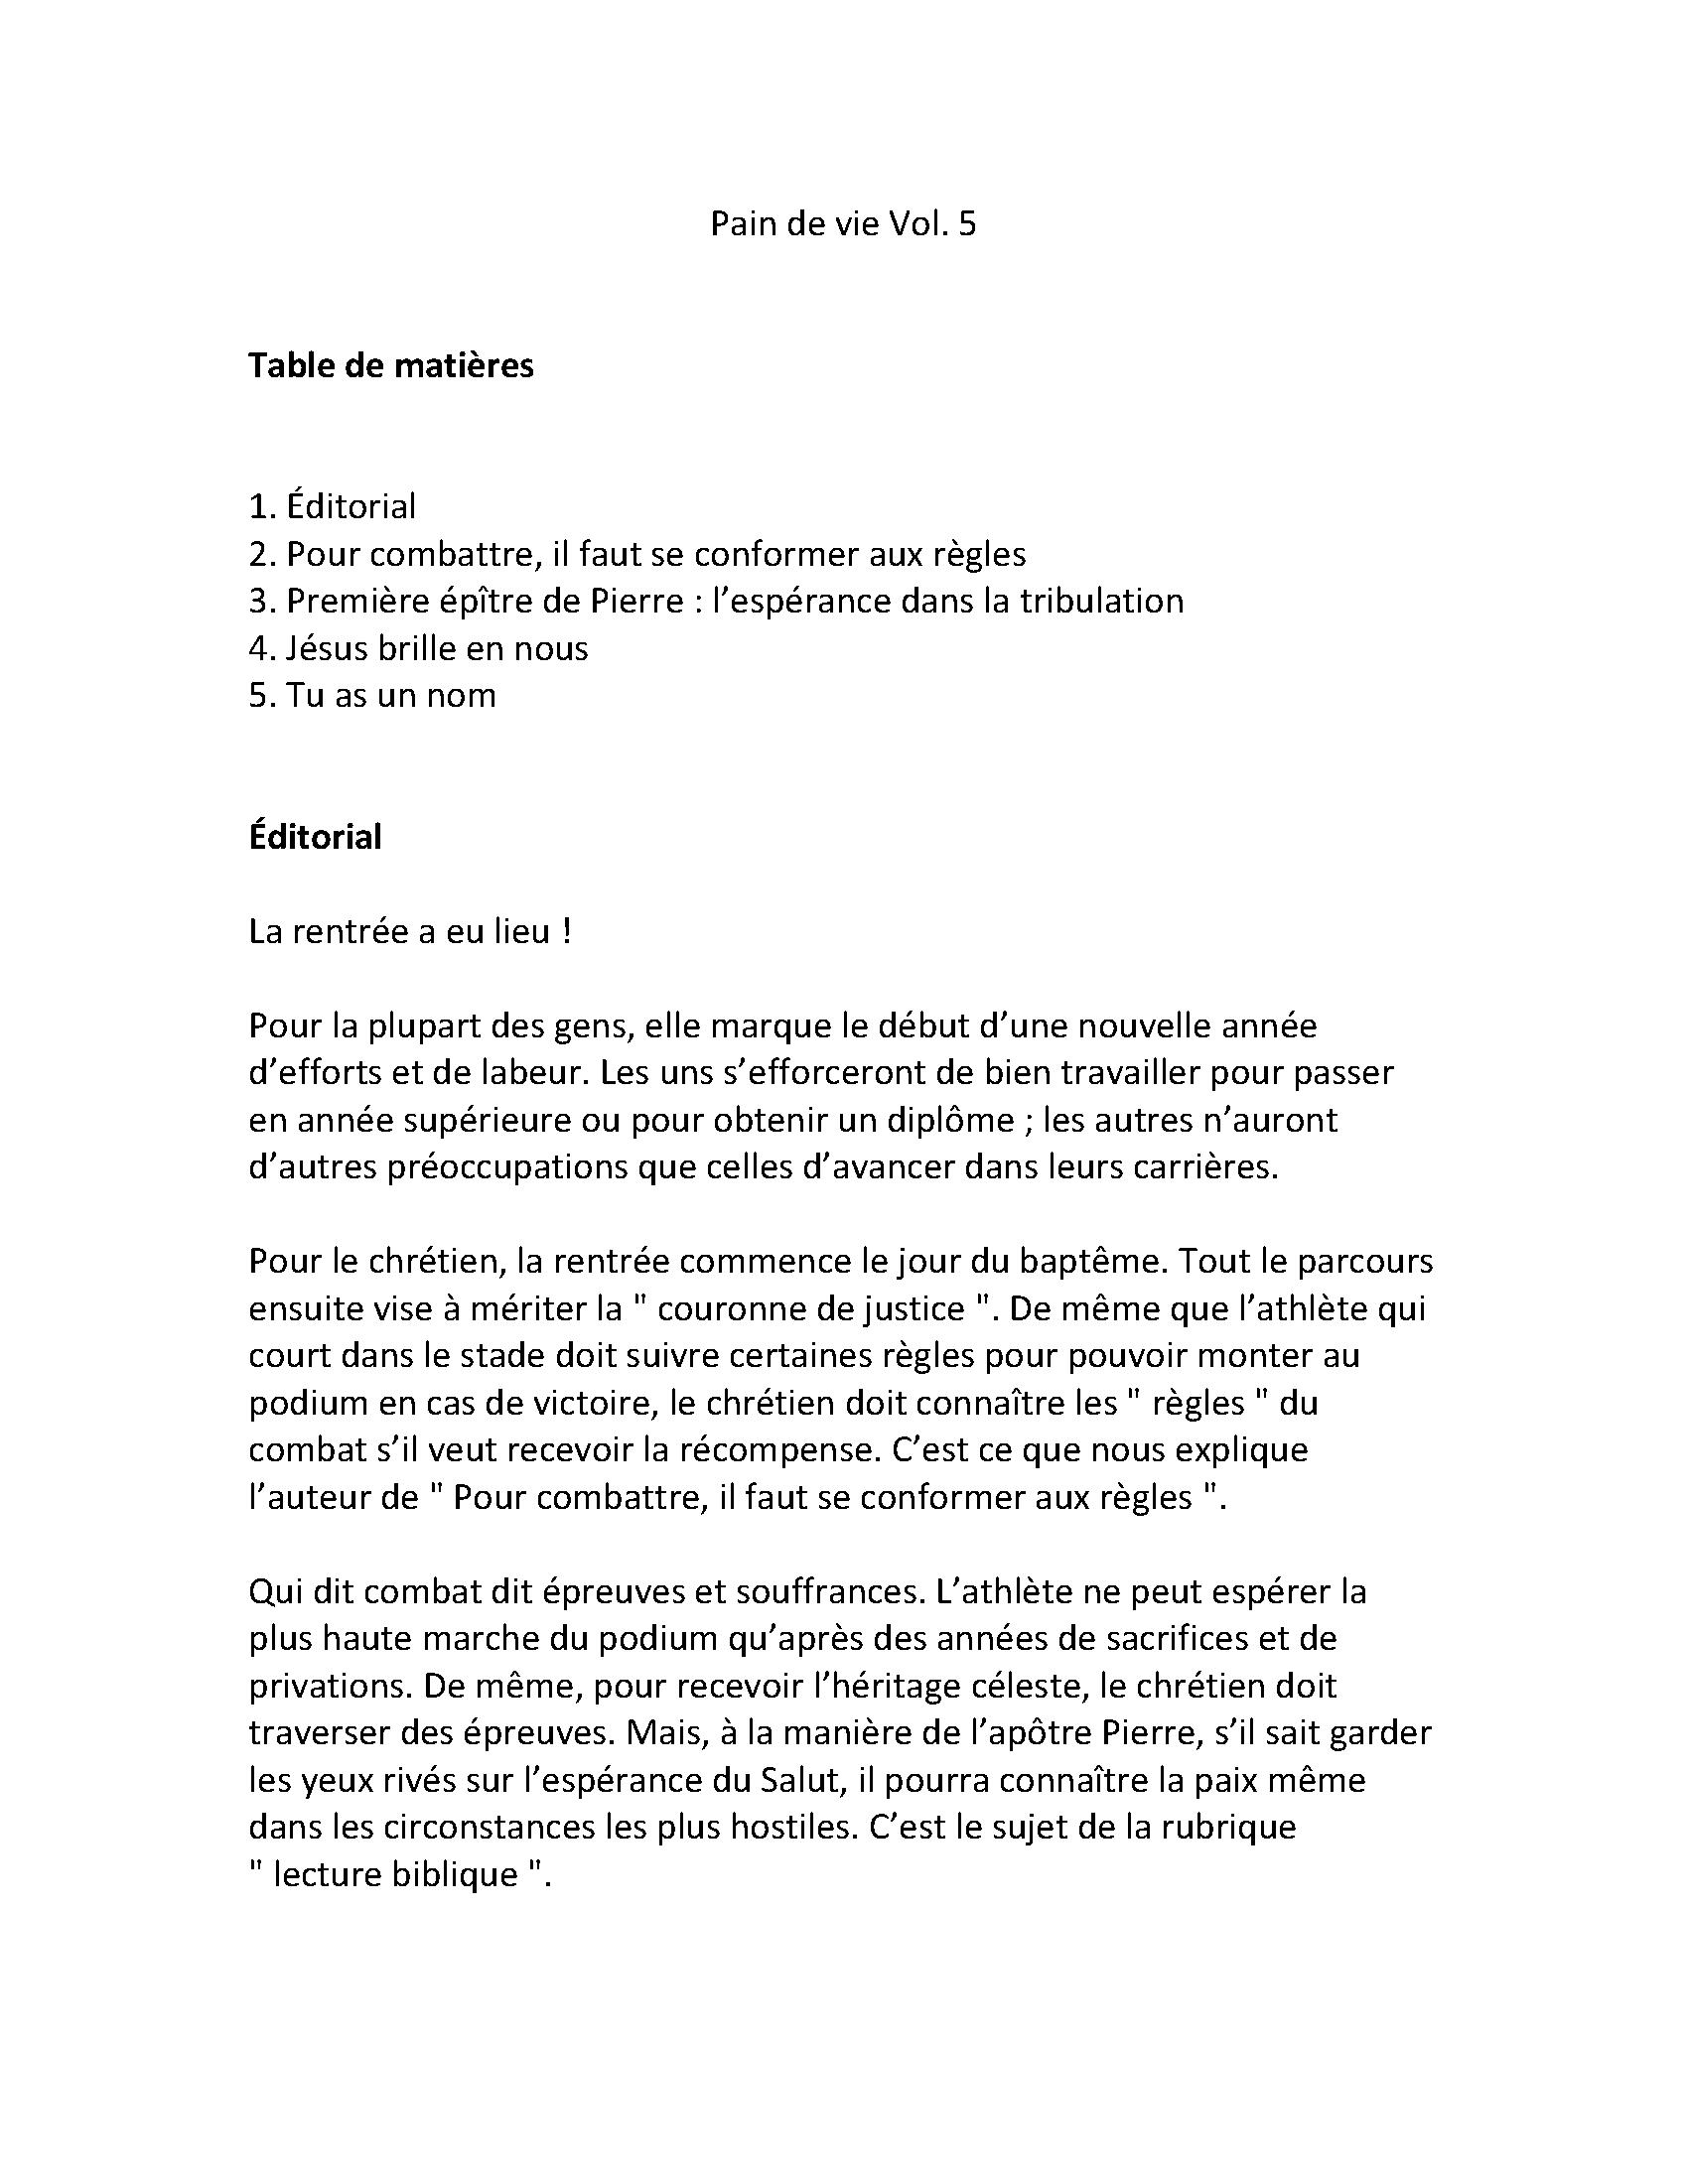 Pain de vie Vol. 5
Table de matières
1. Éditorial
2. Pour combattre, il faut se conformer aux règles
3. Première épître de Pierre : l’espérance dans la tribulation
4. Jésus brille en nous
5. Tu as un nom
Éditorial
La rentrée a eu lieu !
Pour la plupart des gens, elle marque le début d’une nouvelle année
d’efforts et de labeur. Les uns s’efforceront de bien travailler pour passer
en année supérieure ou pour obtenir un diplôme ; les autres n’auront
d’autres préoccupations que celles d’avancer dans leurs carrières.
Pour le chrétien, la rentrée commence le jour du baptême. Tout le parcours
ensuite vise à mériter la " couronne de justice ". De même que l’athlète qui
court dans le stade doit suivre certaines règles pour pouvoir monter au
podium en cas de victoire, le chrétien doit connaître les " règles " du
combat s’il veut recevoir la récompense. C’est ce que nous explique
l’auteur de " Pour combattre, il faut se conformer aux règles ".
Qui dit combat dit épreuves et souffrances. L’athlète ne peut espérer la
plus haute marche du podium qu’après des années de sacrifices et de
privations. De même, pour recevoir l’héritage céleste, le chrétien doit
traverser des épreuves. Mais, à la manière de l’apôtre Pierre, s’il sait garder
les yeux rivés sur l’espérance du Salut, il pourra connaître la paix même
dans les circonstances les plus hostiles. C’est le sujet de la rubrique
" lecture biblique ".